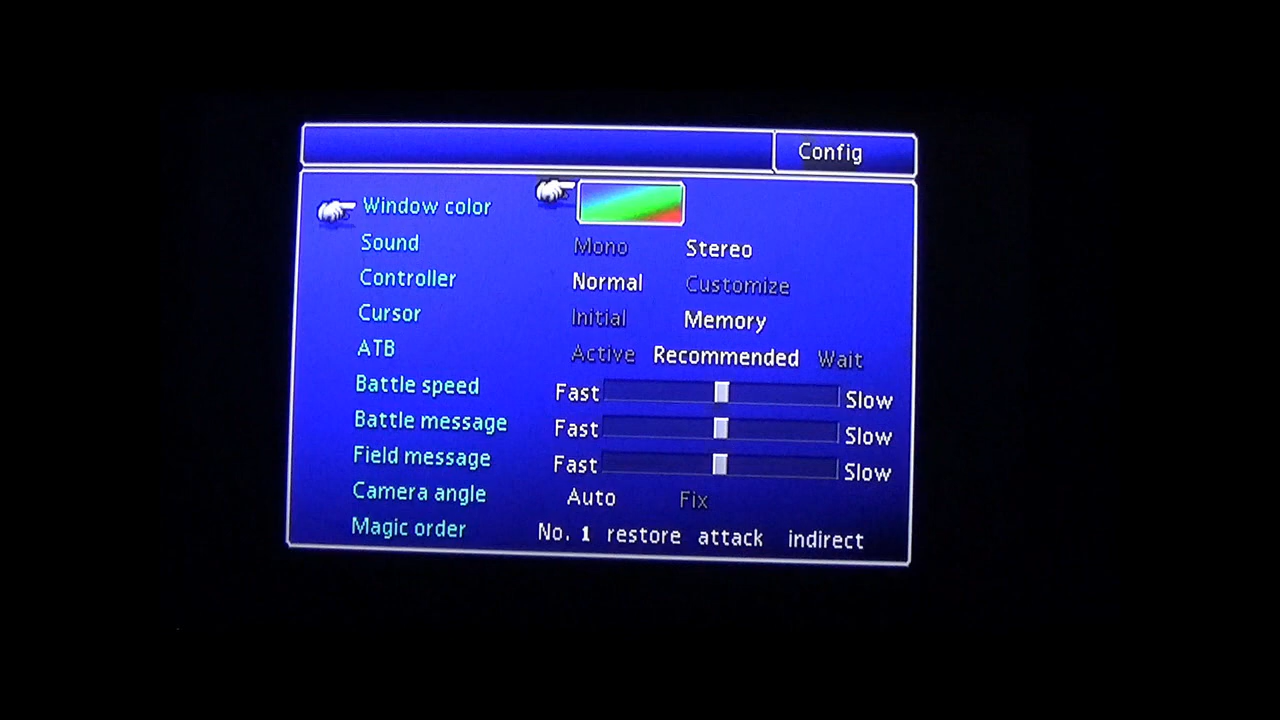 Config
Window color
Sound Mono Stereo
Controller Normal Customize
Cursor Initial Memory
ATB Active Recommended Wait
Battle speed Fast Slow
Battle message Fast Slow
Field message Fast Slow
Camera angle Auto Fix
Magic order No. 1 restore attack indirect